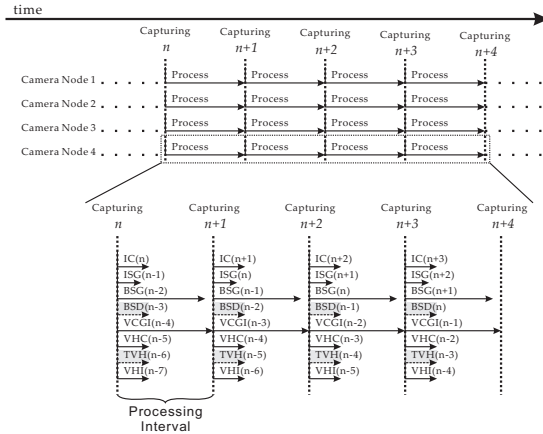 time
Capturing Capturing Capturing Capturing Capturing
n n+1 n+2 n+3 n+4
Camera Node 1 Process Process Process Process
Camera Node 2 Process Process Process Process
Camera Node 3 Process Process Process Process
Camera Node 4 Process Process Process Process
Capturing Capturing Capturing Capturing Capturing
n n+1 n+2 n+3 n+4
IC(n) IC(n+1) IC(n+2) IC(n+3)
ISG(n-1) ISG(n) ISG(n+1) ISG(n+2)
BSG(n-2) BSG(n-1) BSG(n) BSG(n+1)
BSD(n-3) BSD(n-2) BSD(n-1) BSD(n)
VCGI(n-4) VCGI(n-3) VCGI(n-2) VCGI(n-1)
VHC(n-5) VHC(n-4) VHC(n-3) VHC(n-2)
TVH(n-6) TVH(n-5) TVH(n-4) TVH(n-3)
VHI(n-7) VHI(n-6) VHI(n-5) VHI(n-4)
Processing
Interval